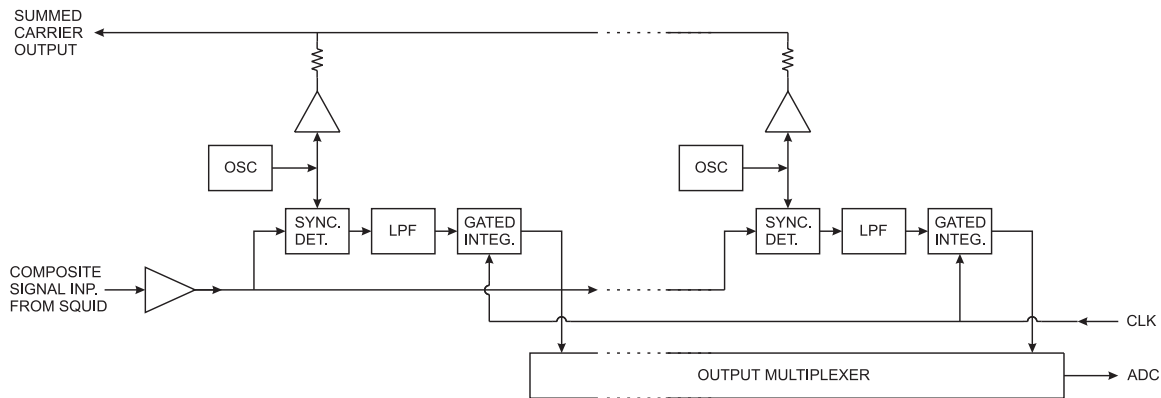 SUMMED
CARRIER
OUTPUT
OSC
OSC
SYNC.
DET.
LPF
GATED
INTEG.
SYNC.
DET.
LPF
GATED
INTEG.
COMPOSITE
SIGNAL INP.
FROM SQUID
CLK
OUTPUT MULTIPLEXER
ADC